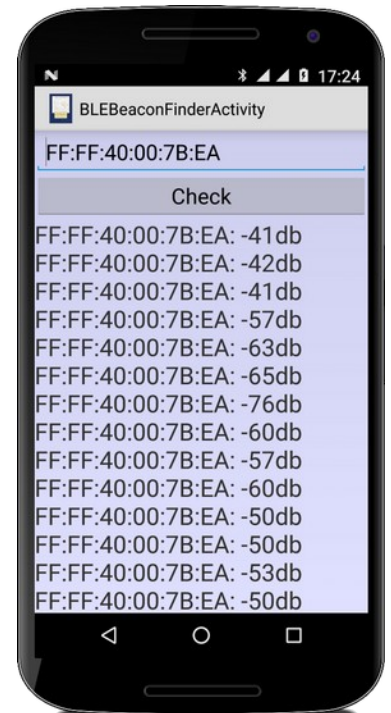 17:24
BLEBeaconFinderActivity
FF:FF:40:00:7B:EA
Check
FF:FF:40:00:7B:EA: -41db
FF:FF:40:00:7B:EA: -42db
FF:FF:40:00:7B:EA: -41db
FF:FF:40:00:7B:EA: -57db
FF:FF:40:00:7B:EA: -63db
FF:FF:40:00:7B:EA: -65db
FF:FF:40:00:7B:EA: -76db
FF:FF:40:00:7B:EA: -60db
FF:FF:40:00:7B:EA: -57db
FF:FF:40:00:7B:EA: -60db
FF:FF:40:00:7B:EA: -50db
FF:FF:40:00:7B:EA: -50db
FF:FF:40:00:7B:EA: -53db
FF:FF:40:00:7B:EA: -50db